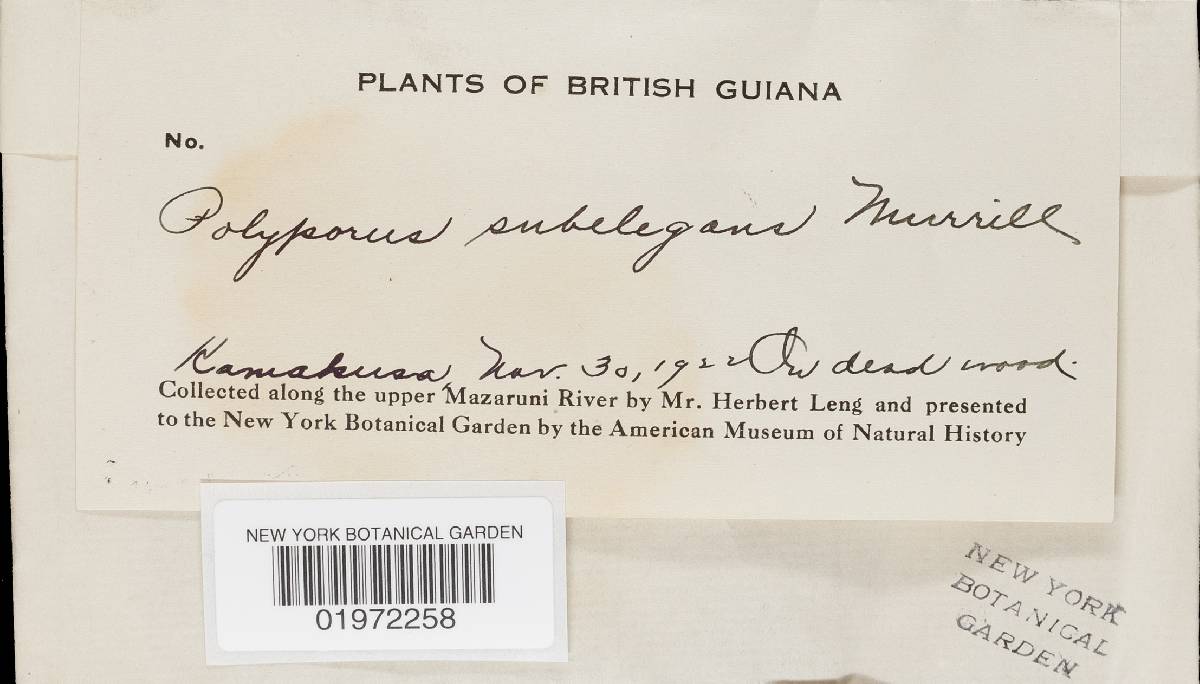 PLANTS OF BRITISH GUIANA
No.
Polyporus subelegans Murrill
Kamakusa, Nov. 30, 1922 On dead wood.
Collected along the upper Mazaruni River by Mr. Herbert Leng and presented
to the New York Botanical Garden by the American Museum of Natural History
NEW YORK BOTANICAL GARDEN
01972258
NEW YORK
BOTANICAL
GARDEN